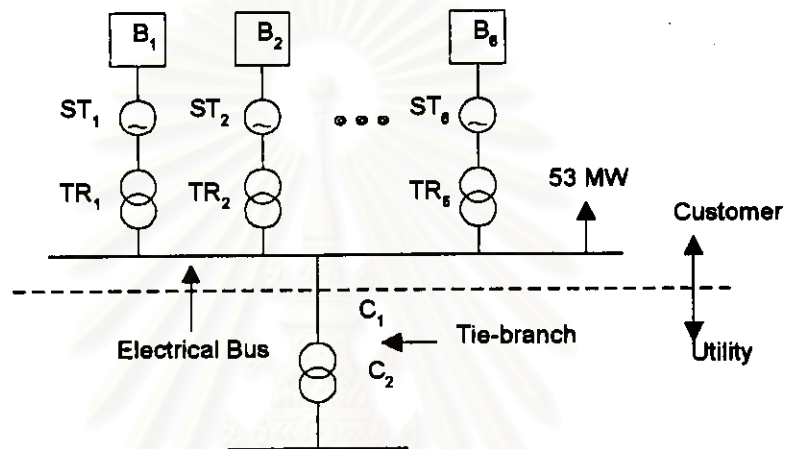 B1 B2 B6
ST1 ST2 ST6
TR1 TR2 TR6
53 MW
Customer
C1
Electrical Bus
Tie-branch
C2
Utility